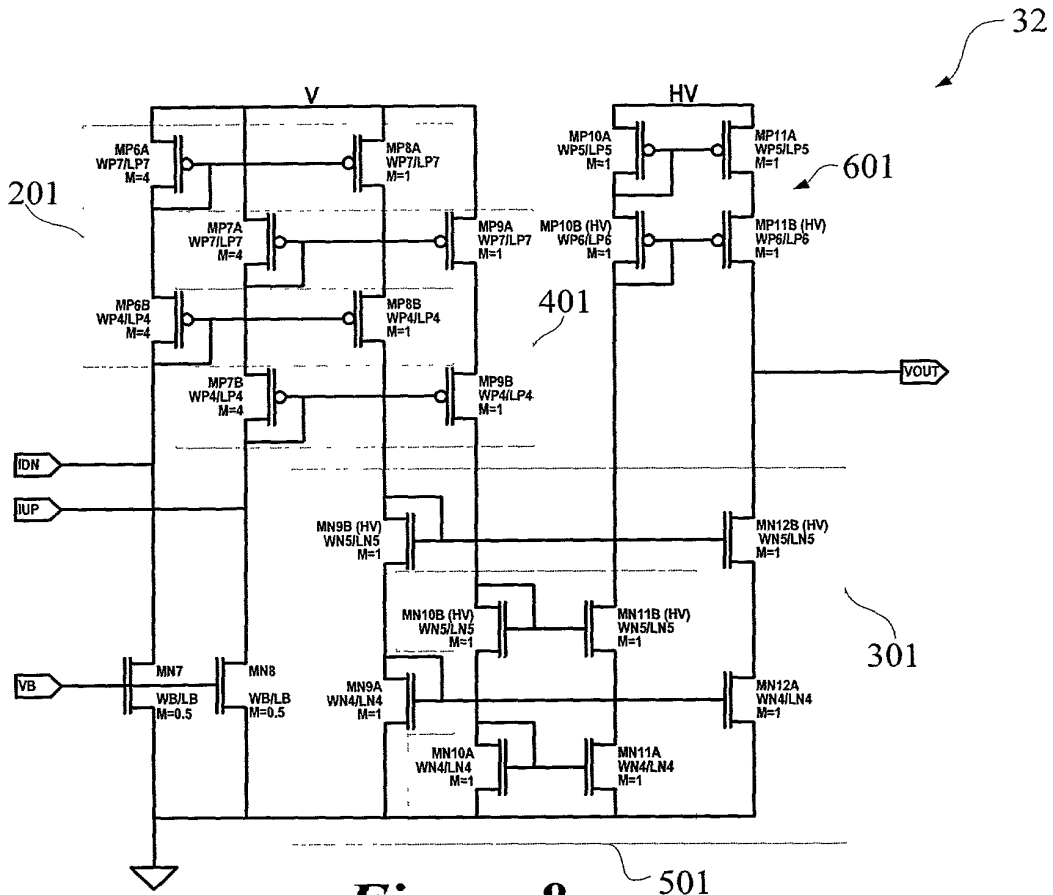 32
V
HV
MP6A
WP7/LP7
M=4
MP8A
WP7/LP7
M=1
MP10A
WP5/LP5
M=1
MP11A
WP5/LP5
M=1
201
601
MP7A
WP7/LP7
M=4
MP9A
WP7/LP7
M=1
MP10B (HV)
WP6/LP6
M=1
MP11B (HV)
WP6/LP6
M=1
MP6B
WP4/LP4
M=4
MP8B
WP4/LP4
M=1
401
MP7B
WP4/LP4
M=4
MP9B
WP4/LP4
M=1
VOUT
IDN
IUP
MN9B (HV)
WN5/LN5
M=1
MN12B (HV)
WN5/LN5
M=1
MN10B (HV)
WN5/LN5
M=1
MN11B (HV)
WN5/LN5
M=1
301
VB
MN7
WB/LB
M=0.5
MN8
WB/LB
M=0.5
MN9A
WN4/LN4
M=1
MN12A
WN4/LN4
M=1
MN10A
WN4/LN4
M=1
MN11A
WN4/LN4
M=1
501